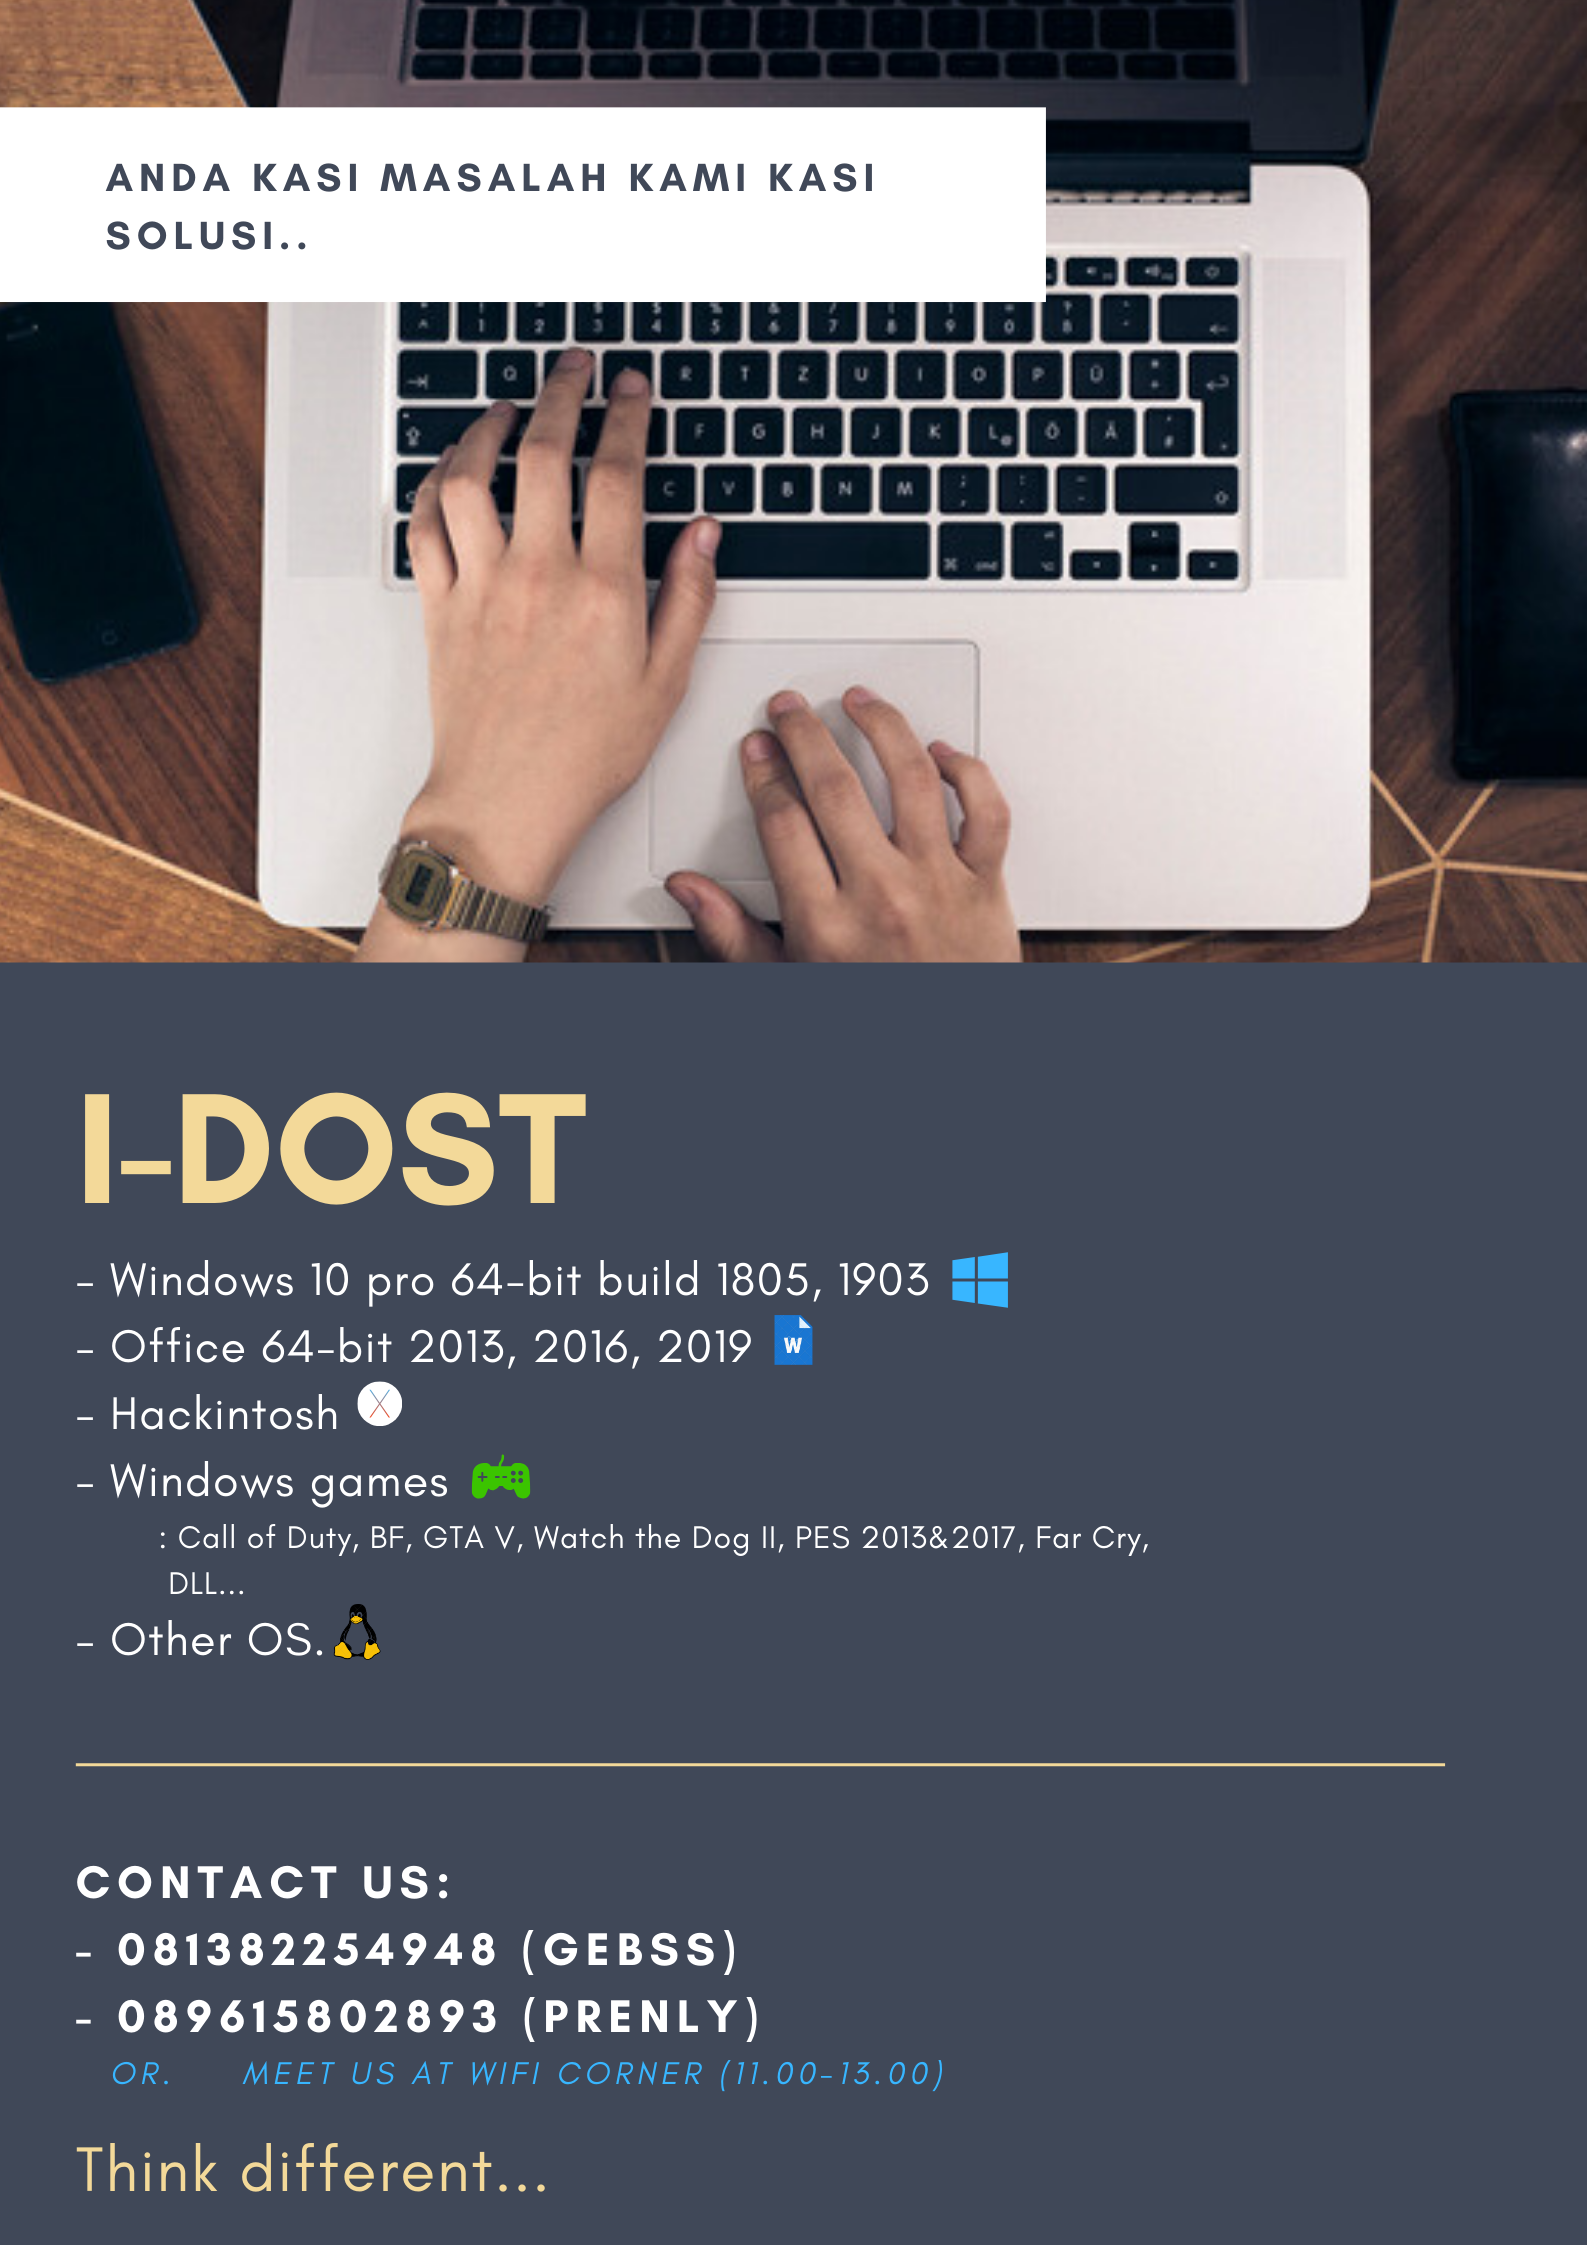 ANDA KASI MASALAH KAMI KASI
SOLUSI..
Q R T Z U I O P Ü
F G H J K L Ö Ä
C V B N M
cmd
I-DOST
- Windows 10 pro 64-bit build 1805, 1903
- Office 64-bit 2013, 2016, 2019
W
- Hackintosh
- Windows games
: Call of Duty, BF, GTA V, Watch the Dog II, PES 2013&2017, Far Cry,
DLL...
- Other OS.
CONTACT US:
- 081382254948 (GEBSS)
- 089615802893 (PRENLY)
OR. MEET US AT WIFI CORNER (11.00-13.00)
Think different...